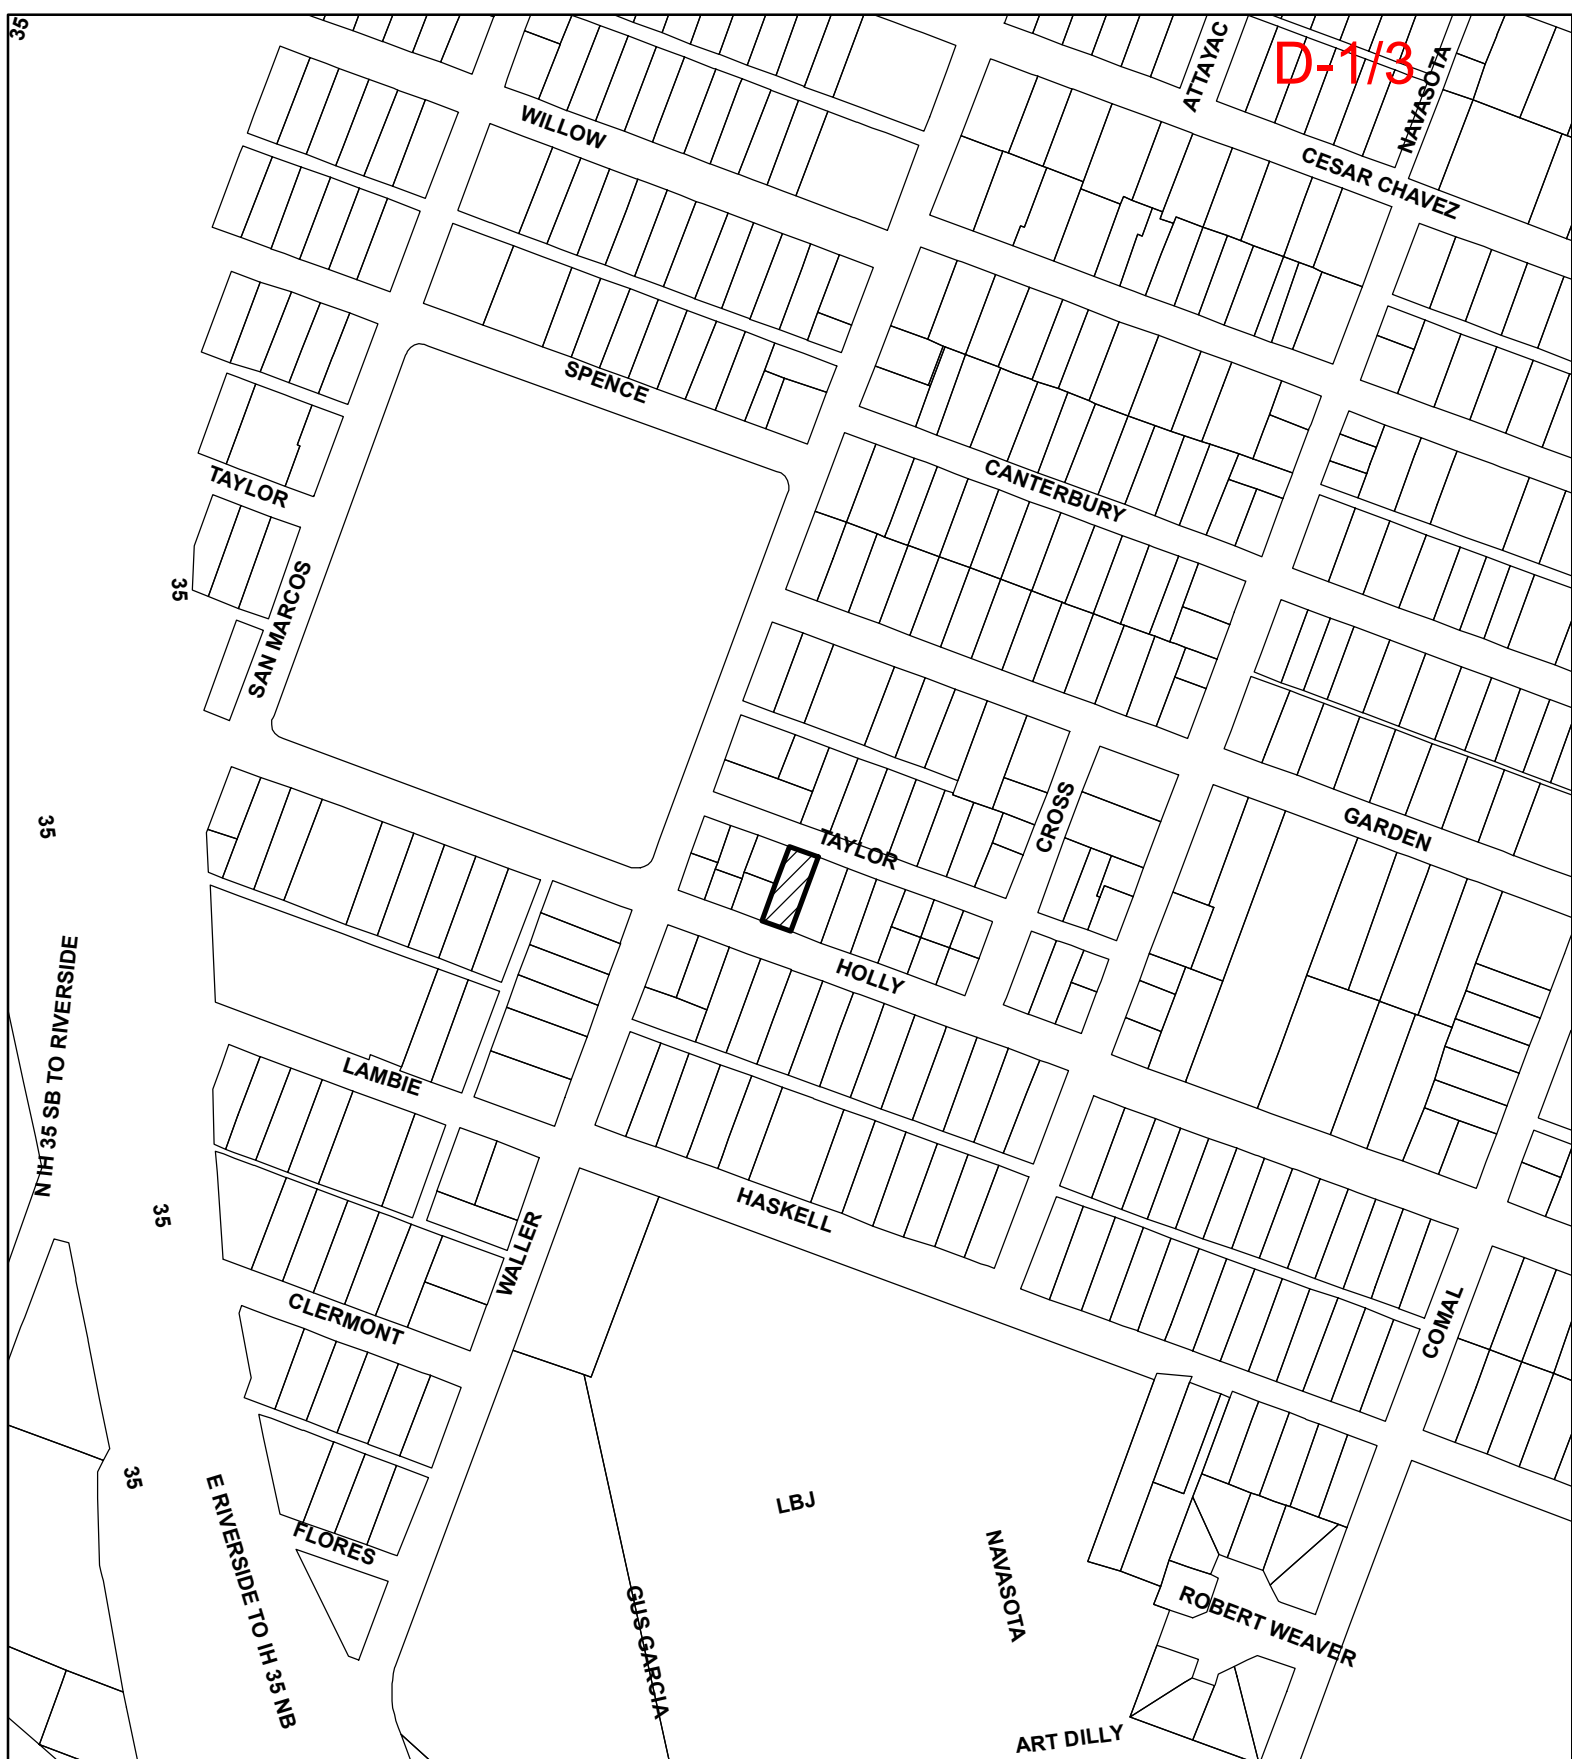 35
D-1/3
ATTAYAC
NAVASOTA
WILLOW
CESAR CHAVEZ
SPENCE
TAYLOR
CANTERBURY
35
SAN MARCOS
35
TAYLOR
CROSS
GARDEN
HOLLY
N IH 35 SB TO RIVERSIDE
LAMBIE
35
HASKELL
WALLER
CLERMONT
COMAL
35
E RIVERSIDE TO IH 35 NB
LBJ
FLORES
NAVASOTA
GUS GARCIA
ROBERT WEAVER
ART DILLY